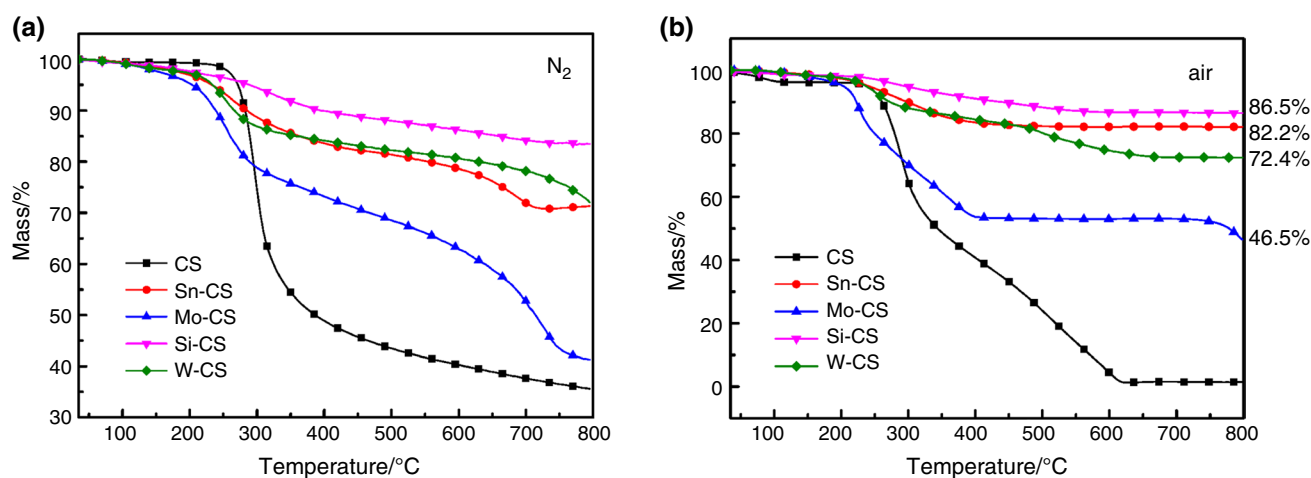 (a)
N2
100
90
80
70
60
50
40
30
Mass/%
CS
Sn-CS
Mo-CS
Si-CS
W-CS
100 200 300 400 500 600 700 800
Temperature/°C
(b)
air
100
80
60
40
20
0
Mass/%
86.5%
82.2%
72.4%
46.5%
CS
Sn-CS
Mo-CS
Si-CS
W-CS
100 200 300 400 500 600 700 800
Temperature/°C